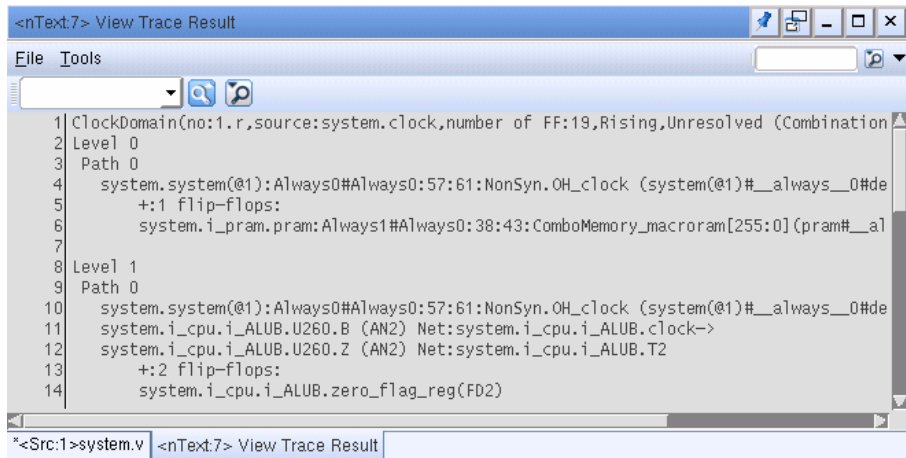 <nText:7> View Trace Result
File Tools
1 ClockDomain(no:1.r,source:system.clock,number of FF:19,Rising,Unresolved (Combination
2 Level 0
3 Path 0
4 system.system(@1):Always0#Always0:57:61:NonSyn.OH_clock (system(@1)#__always__0#de
5 +:1 flip-flops:
6 system.i_pram.pram:Always1#Always0:38:43:ComboMemory_macroram[255:0](pram#__al
7
8 Level 1
9 Path 0
10 system.system(@1):Always0#Always0:57:61:NonSyn.OH_clock (system(@1)#__always__0#de
11 system.i_cpu.i_ALUB.U260.B (AN2) Net:system.i_cpu.i_ALUB.clock->
12 system.i_cpu.i_ALUB.U260.Z (AN2) Net:system.i_cpu.i_ALUB.T2
13 +:2 flip-flops:
14 system.i_cpu.i_ALUB.zero_flag_reg(FD2)
*<Src:1>system.v <nText:7> View Trace Result